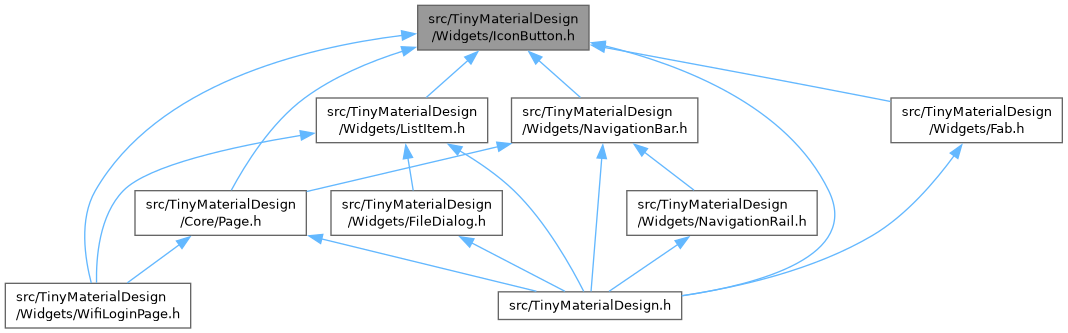 src/TinyMaterialDesign
/Widgets/IconButton.h
src/TinyMaterialDesign
/Widgets/ListItem.h
src/TinyMaterialDesign
/Widgets/NavigationBar.h
src/TinyMaterialDesign
/Widgets/Fab.h
src/TinyMaterialDesign
/Core/Page.h
src/TinyMaterialDesign
/Widgets/FileDialog.h
src/TinyMaterialDesign
/Widgets/NavigationRail.h
src/TinyMaterialDesign
/Widgets/WifiLoginPage.h
src/TinyMaterialDesign.h